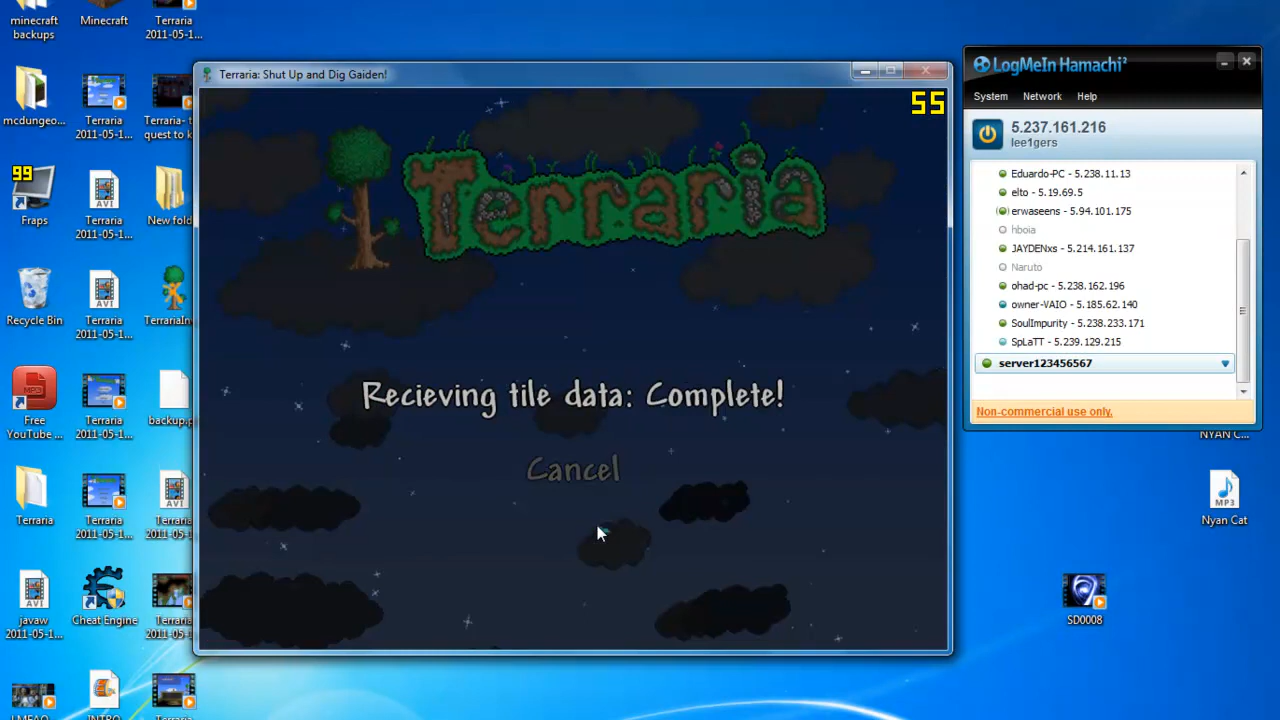 minecraft
backups
Minecraft
Terraria
2011-05-1...
mcdungeo...
Terraria
2011-05-1...
Terraria- t
quest to k
99
Fraps
Terraria
2011-05-1...
New fold
Recycle Bin
Terraria
2011-05-1...
TerrariaIn
Free
YouTube ...
Terraria
2011-05-1...
backup.p
Terraria
Terraria
2011-05-1...
Terraria
2011-05-1
javaw
2011-05-1...
Cheat Engine
Terraria
2011-05-1
Terraria: Shut Up and Dig Gaiden!
55
Terraria
Recieving tile data: Complete!
Cancel
LogMeIn Hamachi²
System Network Help
5.237.161.216
lee1gers
Eduardo-PC - 5.238.11.13
elto - 5.19.69.5
erwaseens - 5.94.101.175
hboia
JAYDENxs - 5.214.161.137
Naruto
ohad-pc - 5.238.162.196
owner-VAIO - 5.185.62.140
SoulImpurity - 5.238.233.171
SpLaTT - 5.239.129.215
server123456567
Non-commercial use only.
NYAN C...
MP3
Nyan Cat
SD0008